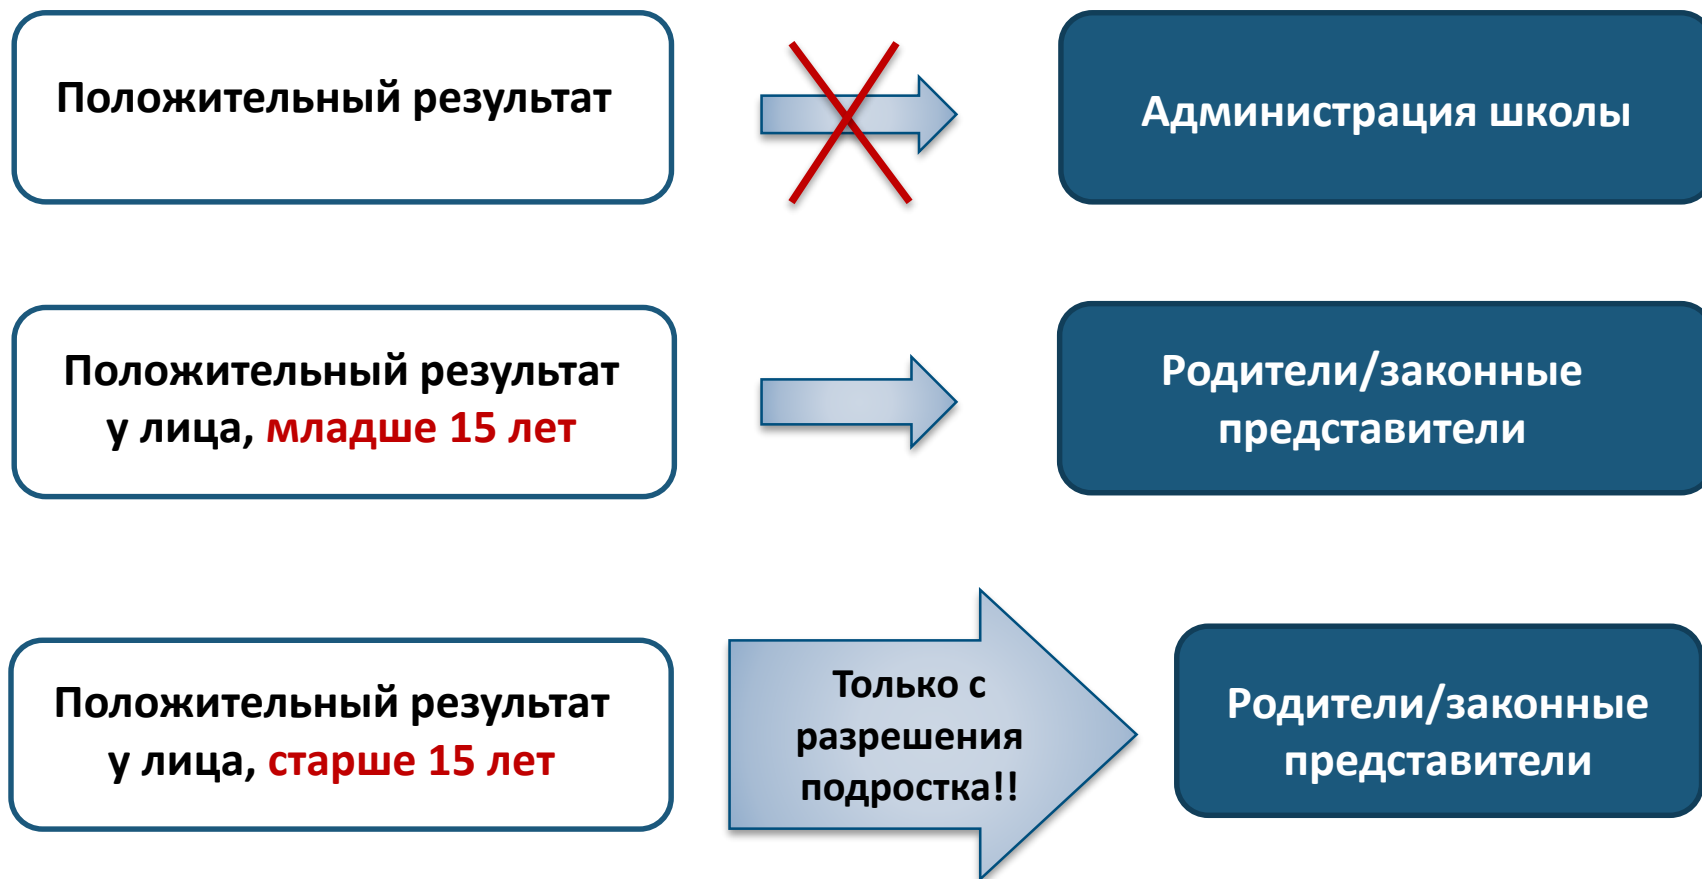 Положительный результат
Администрация школы
Положительный результат
у лица, младше 15 лет
Родители/законные
представители
Положительный результат
у лица, старше 15 лет
Только с
разрешения
подростка!!
Родители/законные
представители